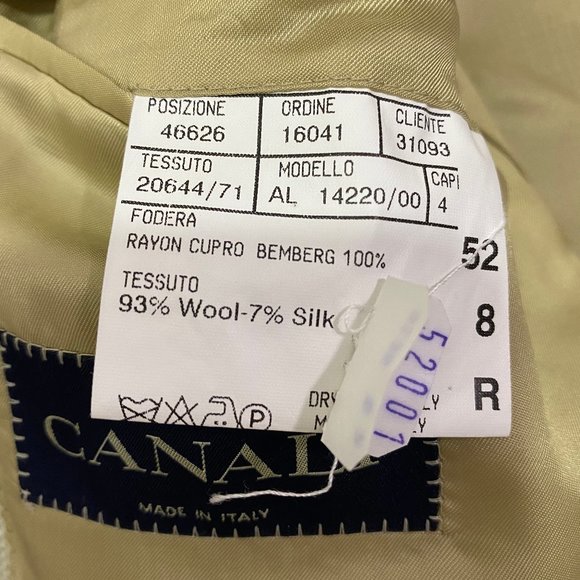 POSIZIONE ORDINE CLIENTE
46626 16041 31093
TESSUTO MODELLO CAPI
20644/71 AL 14220/00 4
FODERA
RAYON CUPRO BEMBERG 100% 52
TESSUTO
93% Wool-7% Silk 8
R
P
DRY
52001
CANALI
MADE IN ITALY